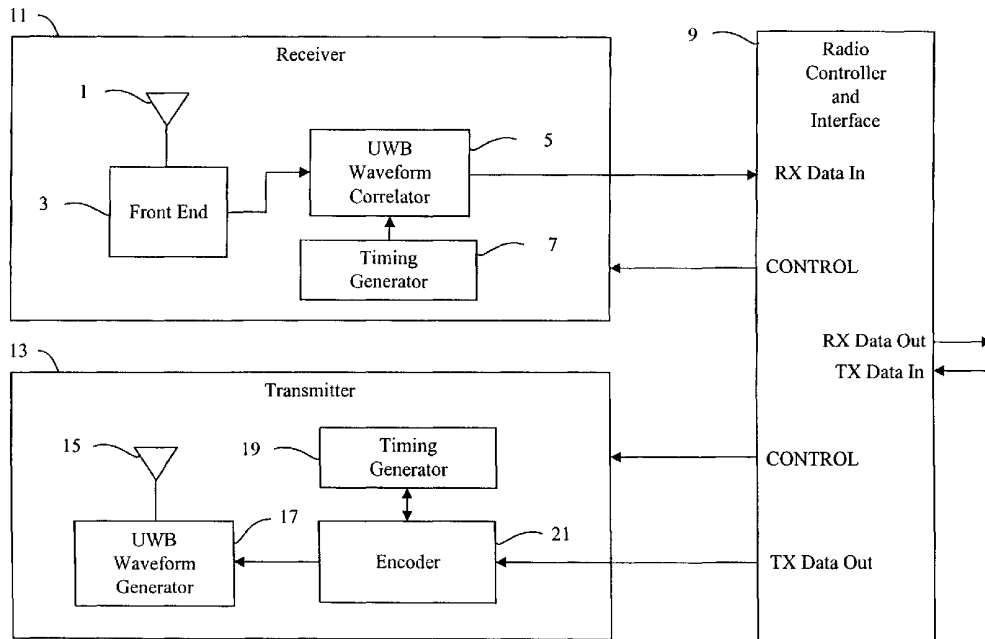 11
Receiver
1
3
Front End
UWB
Waveform
Correlator
5
Timing
Generator
7
9
Radio
Controller
and
Interface
RX Data In
CONTROL
RX Data Out
TX Data In
CONTROL
TX Data Out
13
Transmitter
15
19
Timing
Generator
17
UWB
Waveform
Generator
Encoder
21